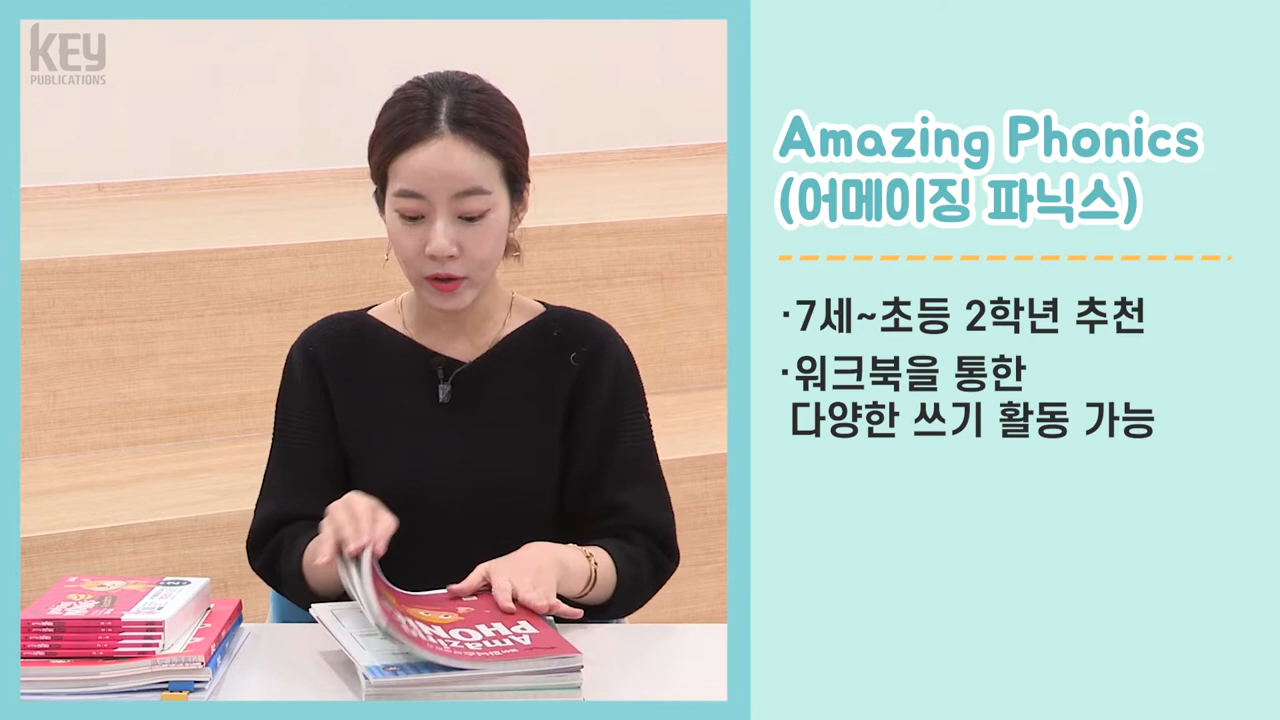 KEY
PUBLICATIONS
Amazing Phonics
(어메이징 파닉스)
·7세~초등 2학년 추천
·워크북을 통한
다양한 쓰기 활동 가능
Amazing
PHONICS